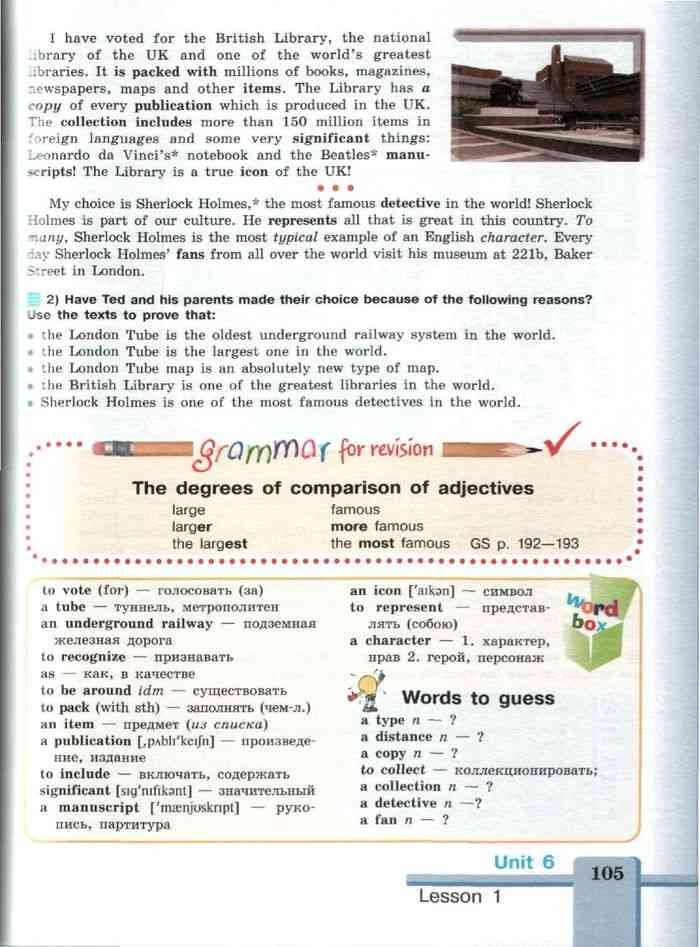 I have voted for the British Library, the national
library of the UK and one of the world's greatest
libraries. It is packed with millions of books, magazines,
newspapers, maps and other items. The Library has a
copy of every publication which is produced in the UK.
The collection includes more than 150 million items in
foreign languages and some very significant things:
Leonardo da Vinci's* notebook and the Beatles* manu-
scripts! The Library is a true icon of the UK!
• • •
My choice is Sherlock Holmes,* the most famous detective in the world! Sherlock
Holmes is part of our culture. He represents all that is great in this country. To
many, Sherlock Holmes is the most typical example of an English character. Every
day Sherlock Holmes' fans from all over the world visit his museum at 221b, Baker
Street in London.
2) Have Ted and his parents made their choice because of the following reasons?
Use the texts to prove that:
• the London Tube is the oldest underground railway system in the world.
• the London Tube is the largest one in the world.
• the London Tube map is an absolutely new type of map.
• the British Library is one of the greatest libraries in the world.
• Sherlock Holmes is one of the most famous detectives in the world.
grammar for revision
The degrees of comparison of adjectives
large famous
larger more famous
the largest the most famous GS p. 192—193
to vote (for) — голосовать (за)
a tube — туннель, метрополитен
an underground railway — подземная
железная дорога
to recognize — признавать
as — как, в качестве
to be around idm — существовать
to pack (with sth) — заполнять (чем-л.)
an item — предмет (из списка)
a publication [ˌpʌblɪˈkeɪʃn] — произведе-
ние, издание
to include — включать, содержать
significant [sɪgˈnɪfɪkənt] — значительный
a manuscript [ˈmænjʊskrɪpt] — руко-
пись, партитура
an icon [ˈaɪkən] — символ
to represent — представ-
лять (собою)
a character — 1. характер,
нрав 2. герой, персонаж
word
box
Words to guess
a type n — ?
a distance n — ?
a copy n — ?
to collect — коллекционировать;
a collection n — ?
a detective n —?
a fan n — ?
Unit 6
105
Lesson 1